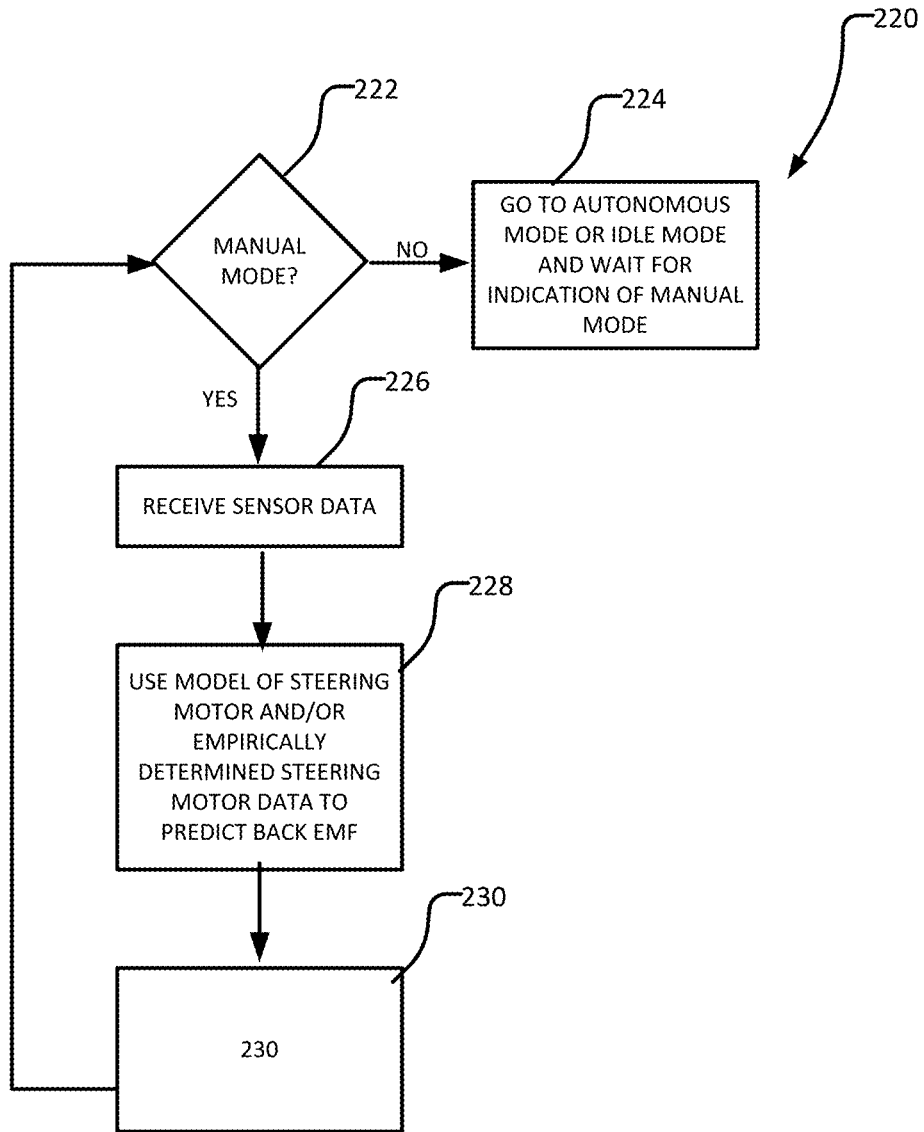 220
222
224
MANUAL
MODE?
NO
GO TO AUTONOMOUS
MODE OR IDLE MODE
AND WAIT FOR
INDICATION OF MANUAL
MODE
YES
226
RECEIVE SENSOR DATA
228
USE MODEL OF STEERING
MOTOR AND/OR
EMPIRICALLY
DETERMINED STEERING
MOTOR DATA TO
PREDICT BACK EMF
230
230